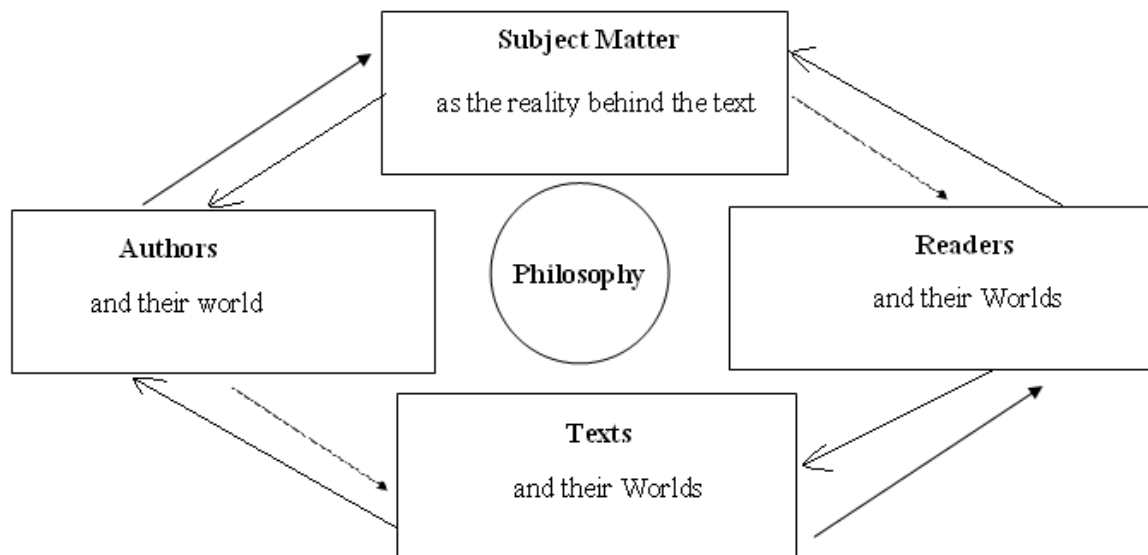 Subject Matter
as the reality behind the text
Authors
and their world
Philosophy
Readers
and their Worlds
Texts
and their Worlds